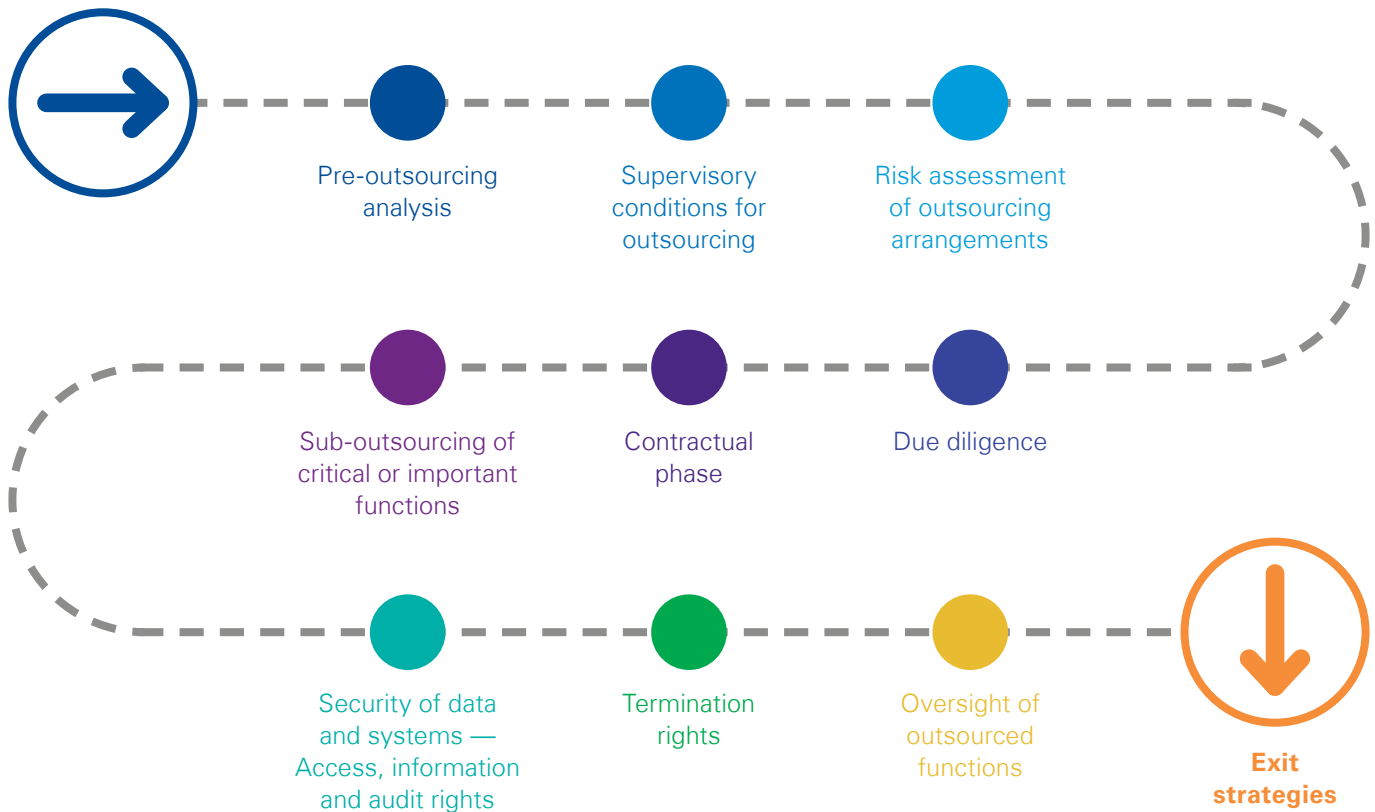 Pre-outsourcing
analysis
Supervisory
conditions for
outsourcing
Risk assessment
of outsourcing
arrangements
Sub-outsourcing of
critical or important
functions
Contractual
phase
Due diligence
Security of data
and systems —
Access, information
and audit rights
Termination
rights
Oversight of
outsourced
functions
Exit
strategies